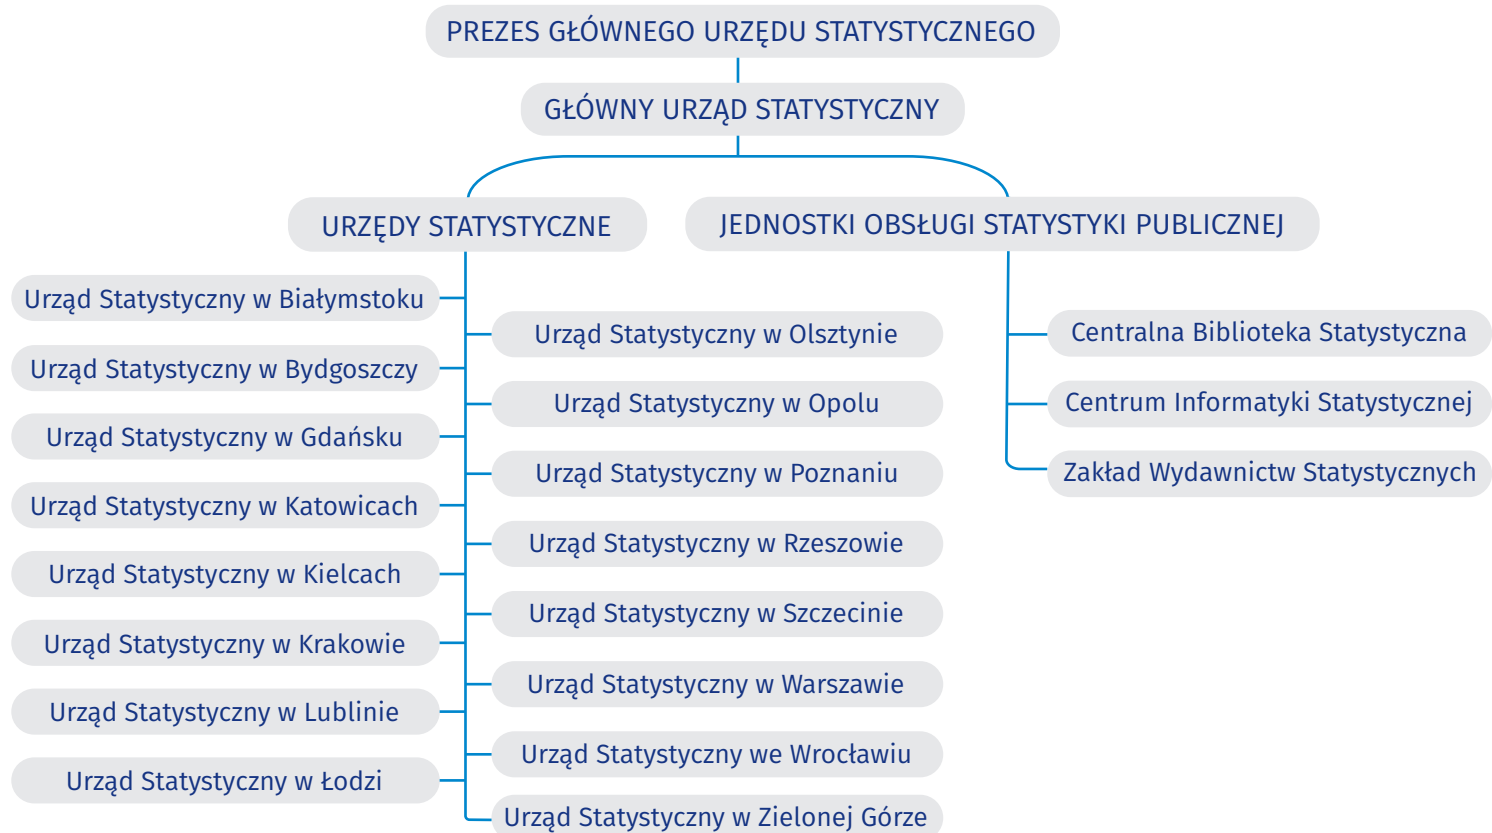 PREZES GŁÓWNEGO URZĘDU STATYSTYCZNEGO
GŁÓWNY URZĄD STATYSTYCZNY
URZĘDY STATYSTYCZNE
Urząd Statystyczny w Białymstoku
Urząd Statystyczny w Bydgoszczy
Urząd Statystyczny w Gdańsku
Urząd Statystyczny w Katowicach
Urząd Statystyczny w Kielcach
Urząd Statystyczny w Krakowie
Urząd Statystyczny w Lublinie
Urząd Statystyczny w Łodzi
Urząd Statystyczny w Olsztynie
Urząd Statystyczny w Opolu
Urząd Statystyczny w Poznaniu
Urząd Statystyczny w Rzeszowie
Urząd Statystyczny w Szczecinie
Urząd Statystyczny w Warszawie
Urząd Statystyczny we Wrocławiu
Urząd Statystyczny w Zielonej Górze
JEDNOSTKI OBSŁUGI STATYSTYKI PUBLICZNEJ
Centralna Biblioteka Statystyczna
Centrum Informatyki Statystycznej
Zakład Wydawnictw Statystycznych